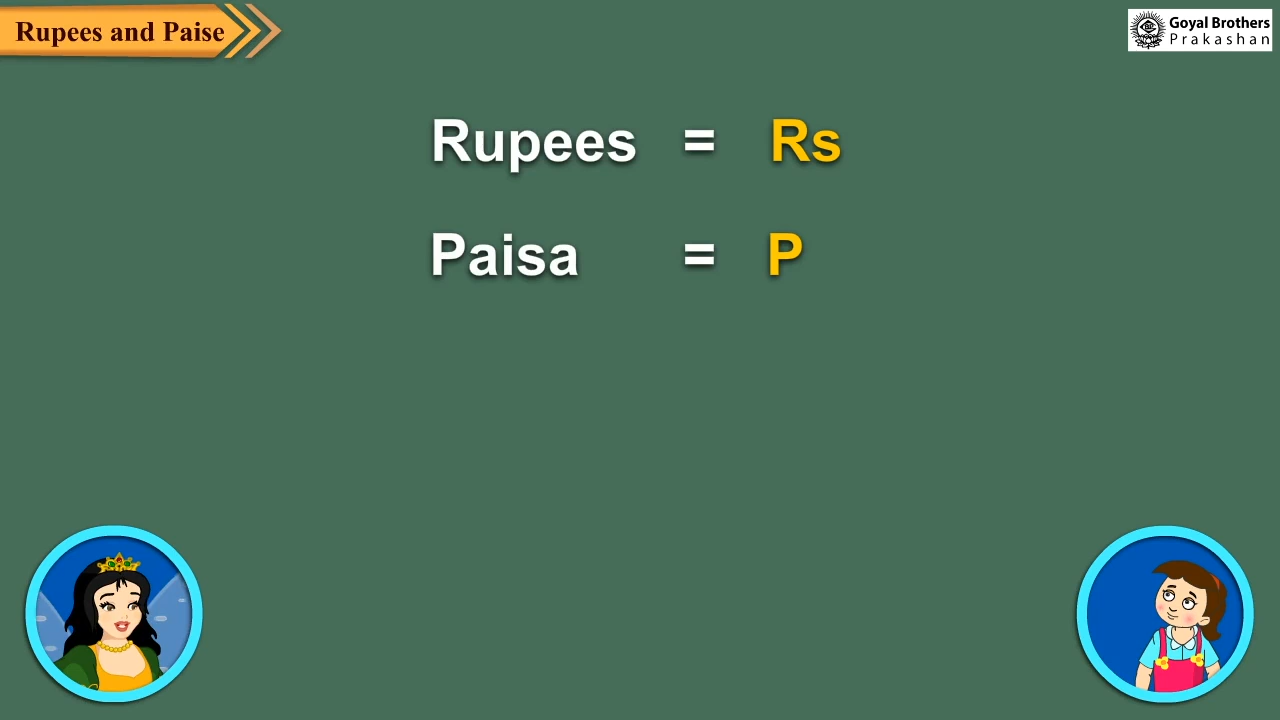 Rupees and Paise
Goyal Brothers
Prakashan
Rupees = Rs
Paisa = P